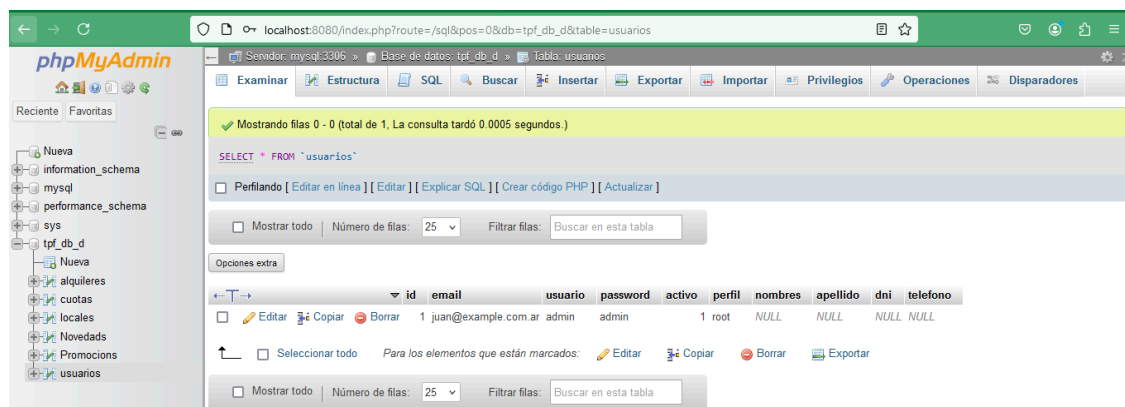 localhost:8080/index.php?route=/sql&pos=0&db=tpf_db_d&table=usuarios
phpMyAdmin
Reciente Favoritas
Nueva
information_schema
mysql
performance_schema
sys
tpf_db_d
Nueva
alquileres
cuotas
locales
Novedads
Promocions
usuarios
Servidor: mysql:3306 » Base de datos: tpf_db_d » Tabla: usuarios
Examinar Estructura SQL Buscar Insertar Exportar Importar Privilegios Operaciones Disparadores
Mostrando filas 0 - 0 (total de 1, La consulta tardó 0.0005 segundos.)
SELECT * FROM `usuarios`
Perfilando [ Editar en línea ] [ Editar ] [ Explicar SQL ] [ Crear código PHP ] [ Actualizar ]
Mostrar todo | Número de filas: 25 Filtrar filas: Buscar en esta tabla
Opciones extra
id email usuario password activo perfil nombres apellido dni telefono
Editar Copiar Borrar 1 juan@example.com.ar admin admin 1 root NULL NULL NULL NULL
Seleccionar todo Para los elementos que están marcados: Editar Copiar Borrar Exportar
Mostrar todo | Número de filas: 25 Filtrar filas: Buscar en esta tabla